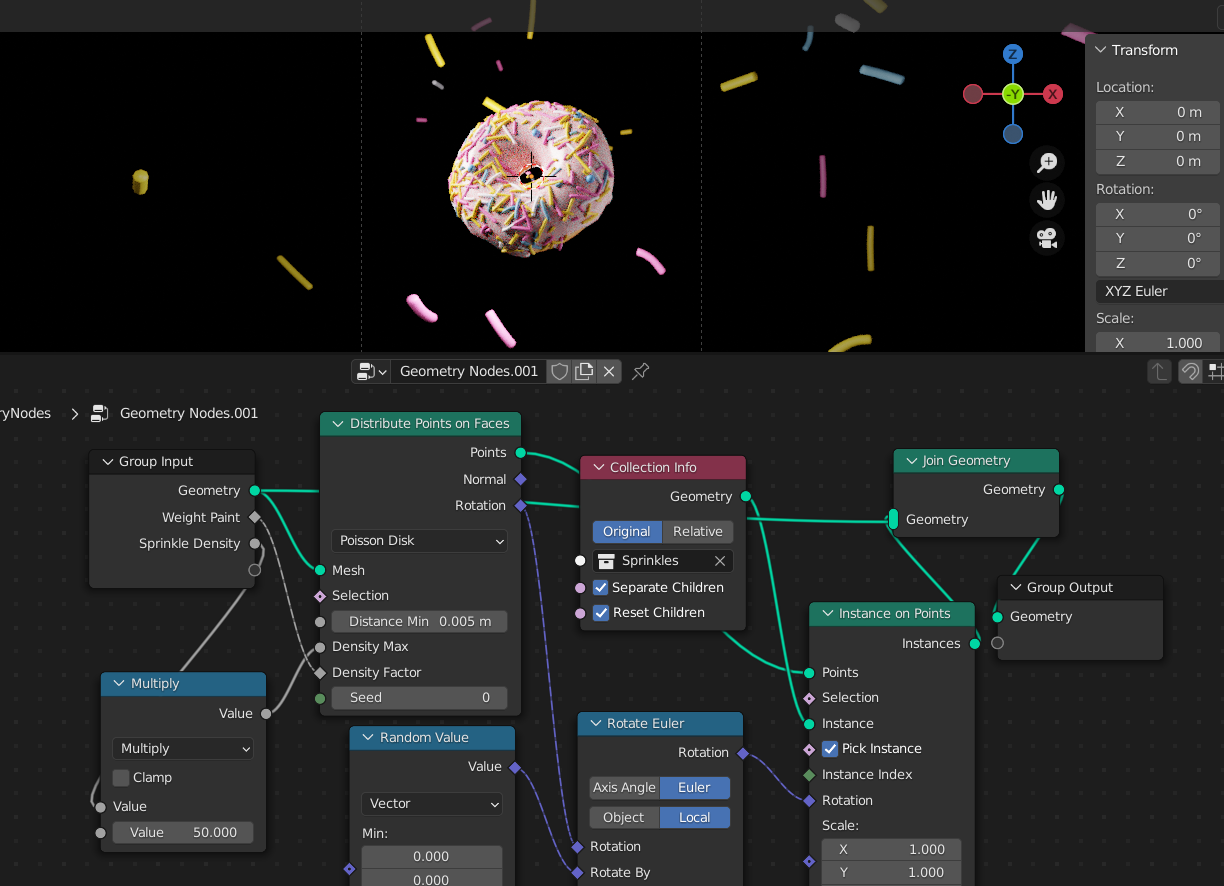 Z
-Y
X
Transform
Location:
X 0 m
Y 0 m
Z 0 m
Rotation:
X 0°
Y 0°
Z 0°
XYZ Euler
Scale:
X 1.000
Geometry Nodes.001
ryNodes > Geometry Nodes.001
Group Input
Geometry
Weight Paint
Sprinkle Density
Distribute Points on Faces
Points
Normal
Rotation
Poisson Disk
Mesh
Selection
Distance Min 0.005 m
Density Max
Density Factor
Seed 0
Collection Info
Geometry
Original Relative
Sprinkles
Separate Children
Reset Children
Join Geometry
Geometry
Geometry
Group Output
Geometry
Instance on Points
Instances
Points
Selection
Instance
Pick Instance
Instance Index
Rotation
Scale:
X 1.000
Y 1.000
Multiply
Value
Multiply
Clamp
Value
Value 50.000
Random Value
Value
Vector
Min:
0.000
0.000
Rotate Euler
Rotation
Axis Angle Euler
Object Local
Rotation
Rotate By